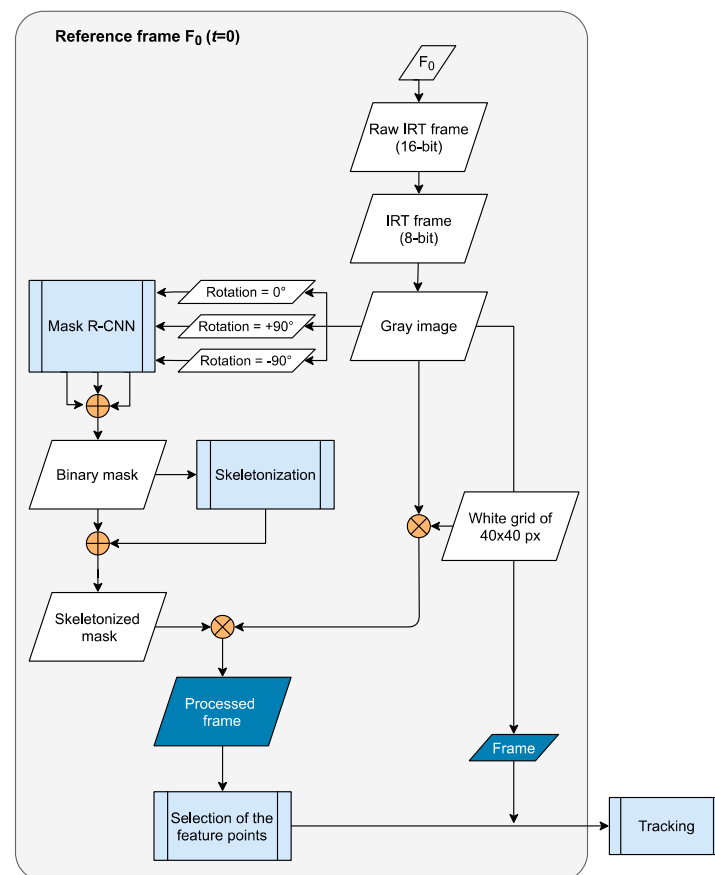 Reference frame F0 (t=0)
F0
Raw IRT frame
(16-bit)
IRT frame
(8-bit)
Mask R-CNN
Rotation = 0°
Rotation = +90°
Rotation = -90°
Gray image
Binary mask
Skeletonization
White grid of
40x40 px
Skeletonized
mask
Processed
frame
Frame
Selection of the
feature points
Tracking